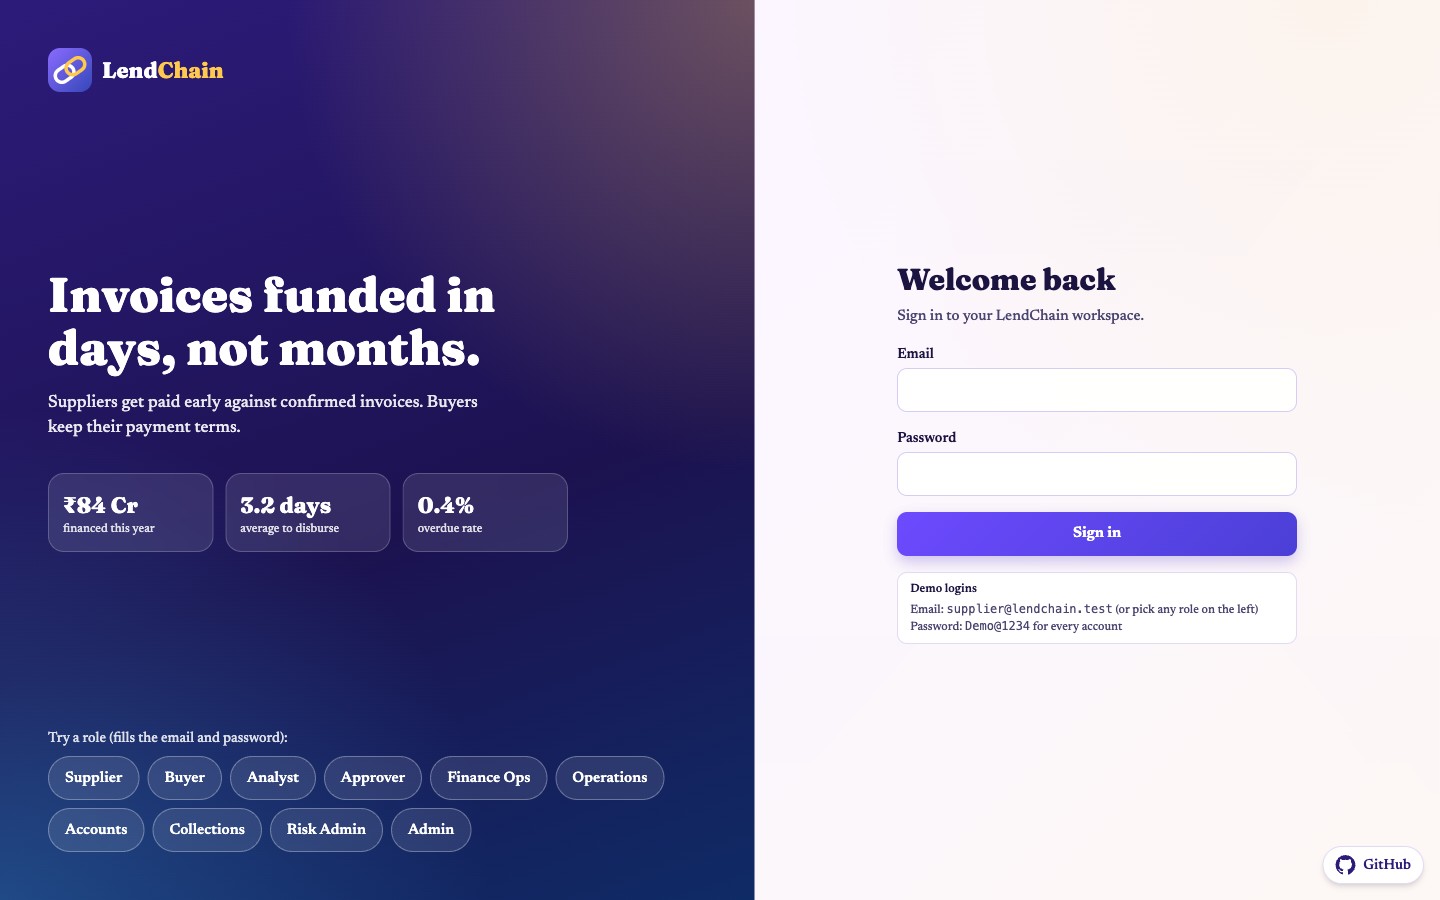 LendChain
Invoices funded in
days, not months.
Suppliers get paid early against confirmed invoices. Buyers
keep their payment terms.
₹84 Cr
financed this year
3.2 days
average to disburse
0.4%
overdue rate
Try a role (fills the email and password):
Supplier
Buyer
Analyst
Approver
Finance Ops
Operations
Accounts
Collections
Risk Admin
Admin
Welcome back
Sign in to your LendChain workspace.
Email
Password
Sign in
Demo logins
Email: supplier@lendchain.test (or pick any role on the left)
Password: Demo@1234 for every account
GitHub